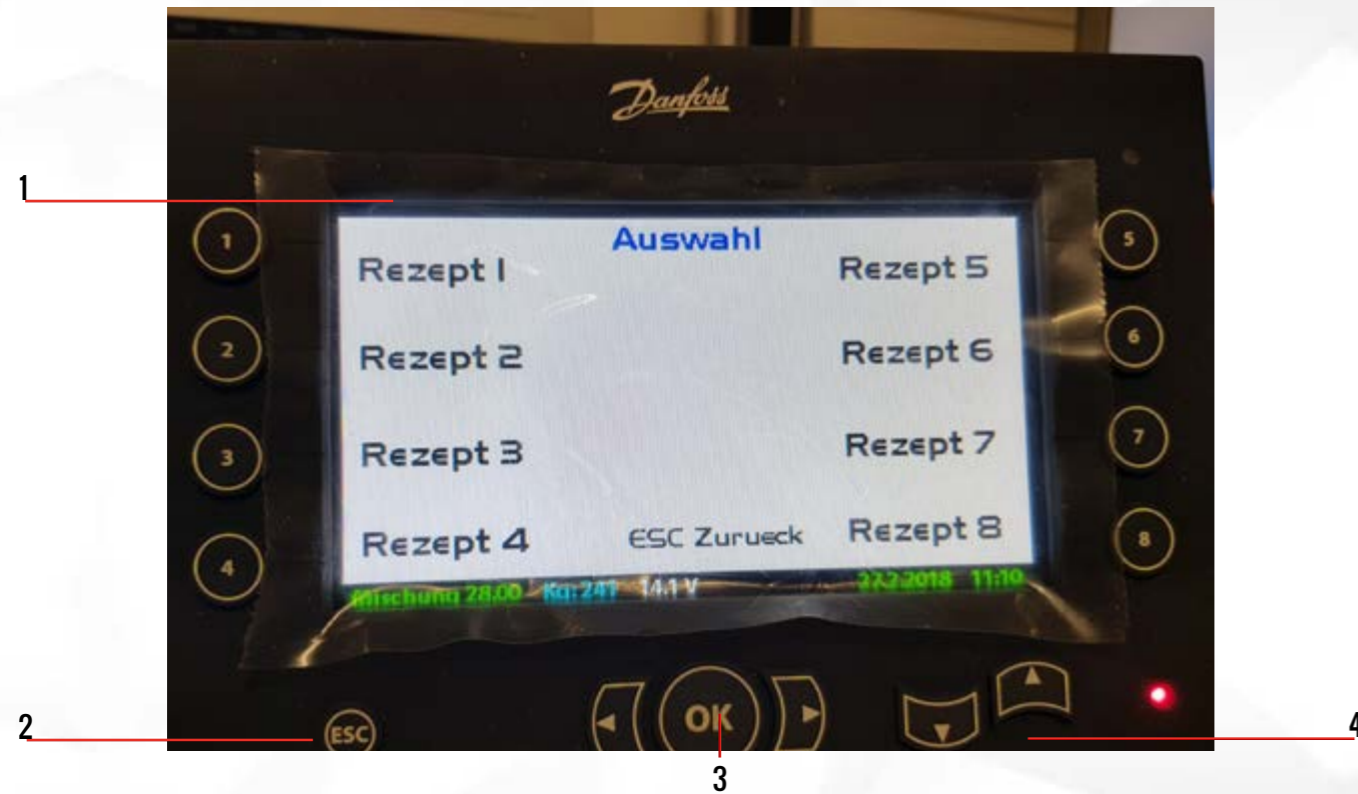 Danfoss
1
1
5
Auswahl
Rezept 1
Rezept 5
2
6
Rezept 2
Rezept 6
3
7
Rezept 3
Rezept 7
4
8
Rezept 4
ESC Zurueck
Rezept 8
Mischung 28.00 Kg: 241 14.1 V 27.2.2018 11:10
2
ESC
OK
4
3